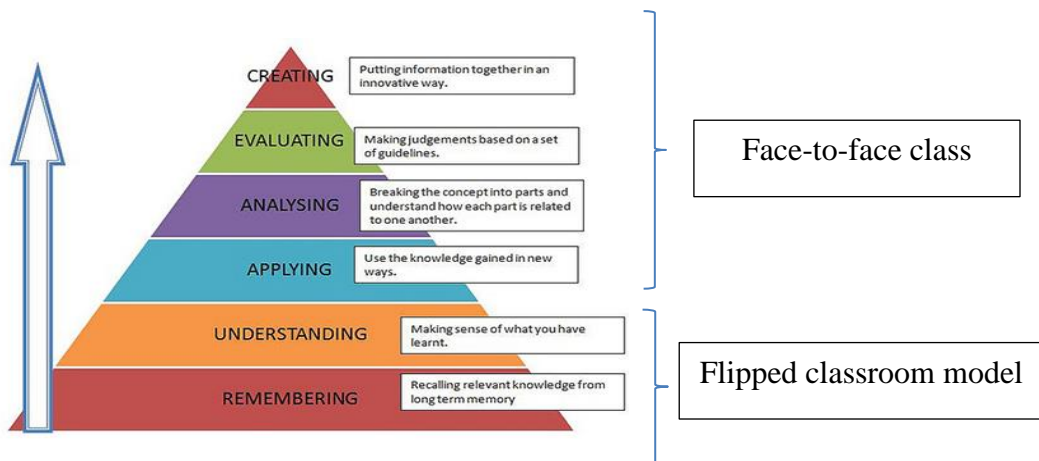 CREATING
Putting information together in an
innovative way.
EVALUATING
Making judgements based on a set
of guidelines.
Face-to-face class
ANALYSING
Breaking the concept into parts and
understand how each part is related
to one another.
APPLYING
Use the knowledge gained in new
ways.
UNDERSTANDING
Making sense of what you have
learnt.
Flipped classroom model
REMEMBERING
Recalling relevant knowledge from
long term memory